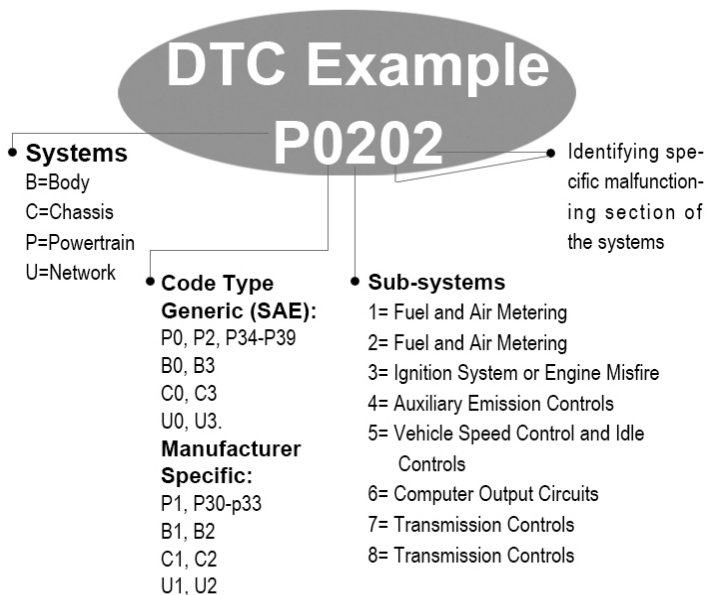 DTC Example
P0202
Systems
B=Body
C=Chassis
P=Powertrain
U=Network
Identifying spe-
cific malfunction-
ing section of
the systems
Code Type
Generic (SAE):
P0, P2, P34-P39
B0, B3
C0, C3
U0, U3.
Manufacturer
Specific:
P1, P30-p33
B1, B2
C1, C2
U1, U2
Sub-systems
1= Fuel and Air Metering
2= Fuel and Air Metering
3= Ignition System or Engine Misfire
4= Auxiliary Emission Controls
5= Vehicle Speed Control and Idle
Controls
6= Computer Output Circuits
7= Transmission Controls
8= Transmission Controls